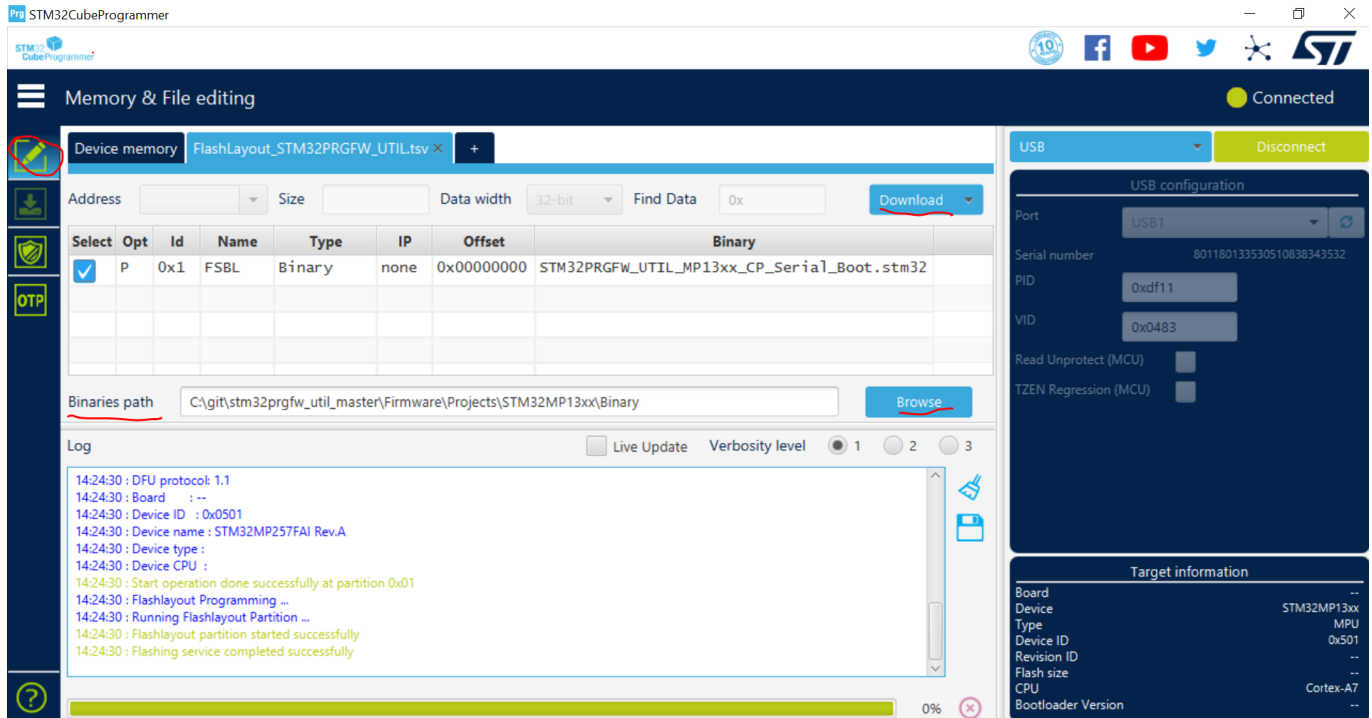 Prg STM32CubeProgrammer
STM32
CubeProgrammer
10
ST
Memory & File editing
Connected
Device memory
FlashLayout_STM32PRGFW_UTIL.tsv ×
+
USB
Disconnect
Address
Size
Data width
32-bit
Find Data
0x
Download
USB configuration
Select Opt Id Name Type IP Offset Binary
P 0x1 FSBL Binary none 0x00000000 STM32PRGFW_UTIL_MP13xx_CP_Serial_Boot.stm32
OTP
Port
USB1
Serial number
801180133530510838343532
PID
0xdf11
VID
0x0483
Read Unprotect (MCU)
TZEN Regression (MCU)
Binaries path
C:\git\stm32prgfw_util_master\Firmware\Projects\STM32MP13xx\Binary
Browse
Log
Live Update
Verbosity level
1
2
3
14:24:30 : DFU protocol: 1.1
14:24:30 : Board : --
14:24:30 : Device ID : 0x0501
14:24:30 : Device name : STM32MP257FAI Rev.A
14:24:30 : Device type :
14:24:30 : Device CPU :
14:24:30 : Start operation done successfully at partition 0x01
14:24:30 : Flashlayout Programming ...
14:24:30 : Running Flashlayout Partition ...
14:24:30 : Flashlayout partition started successfully
14:24:30 : Flashing service completed successfully
0%
?
Target information
Board --
Device STM32MP13xx
Type MPU
Device ID 0x501
Revision ID --
Flash size --
CPU Cortex-A7
Bootloader Version --